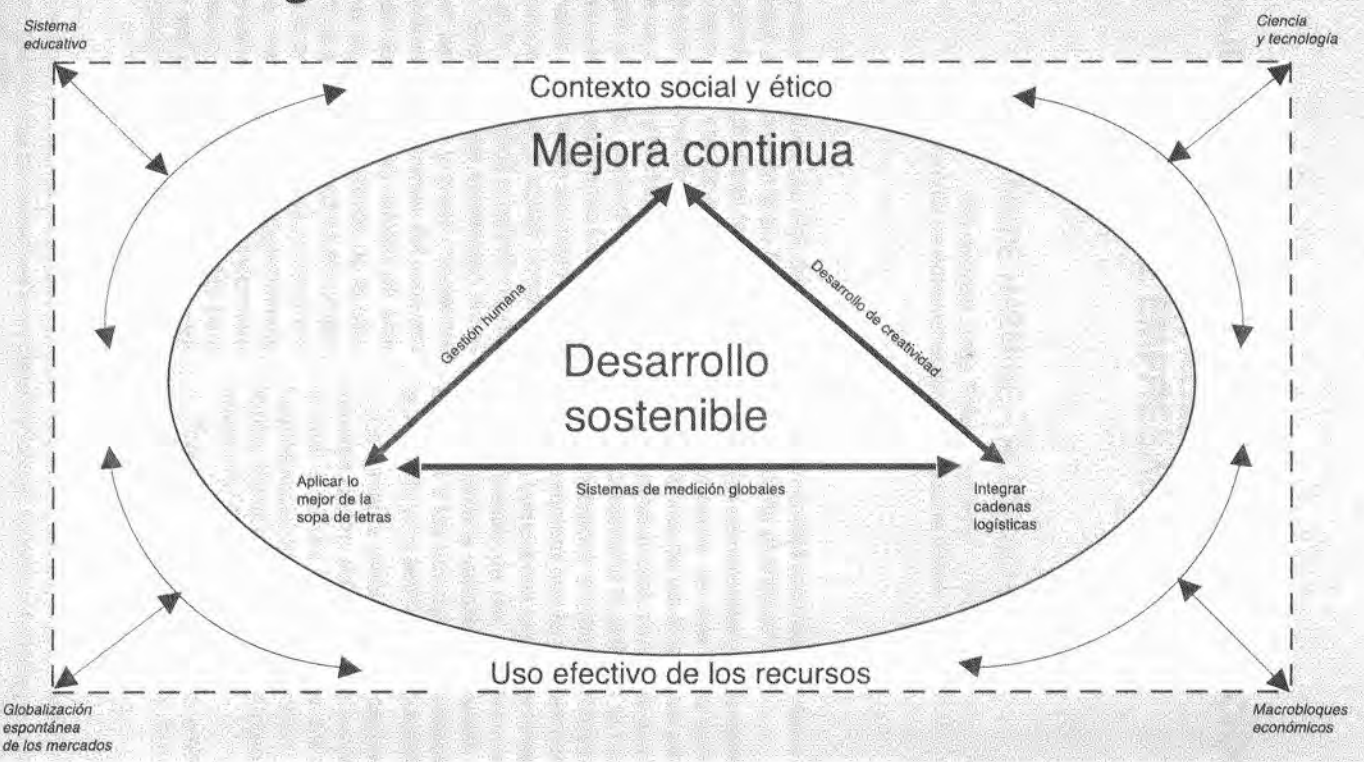 Sistema
educativo
Ciencia
y tecnología
Contexto social y ético
Mejora continua
Gestión humana
Desarrollo de creatividad
Desarrollo
sostenible
Aplicar lo
mejor de la
sopa de letras
Sistemas de medición globales
Integrar
cadenas
logísticas
Uso efectivo de los recursos
Globalización
espontánea
de los mercados
Macrobloques
económicos